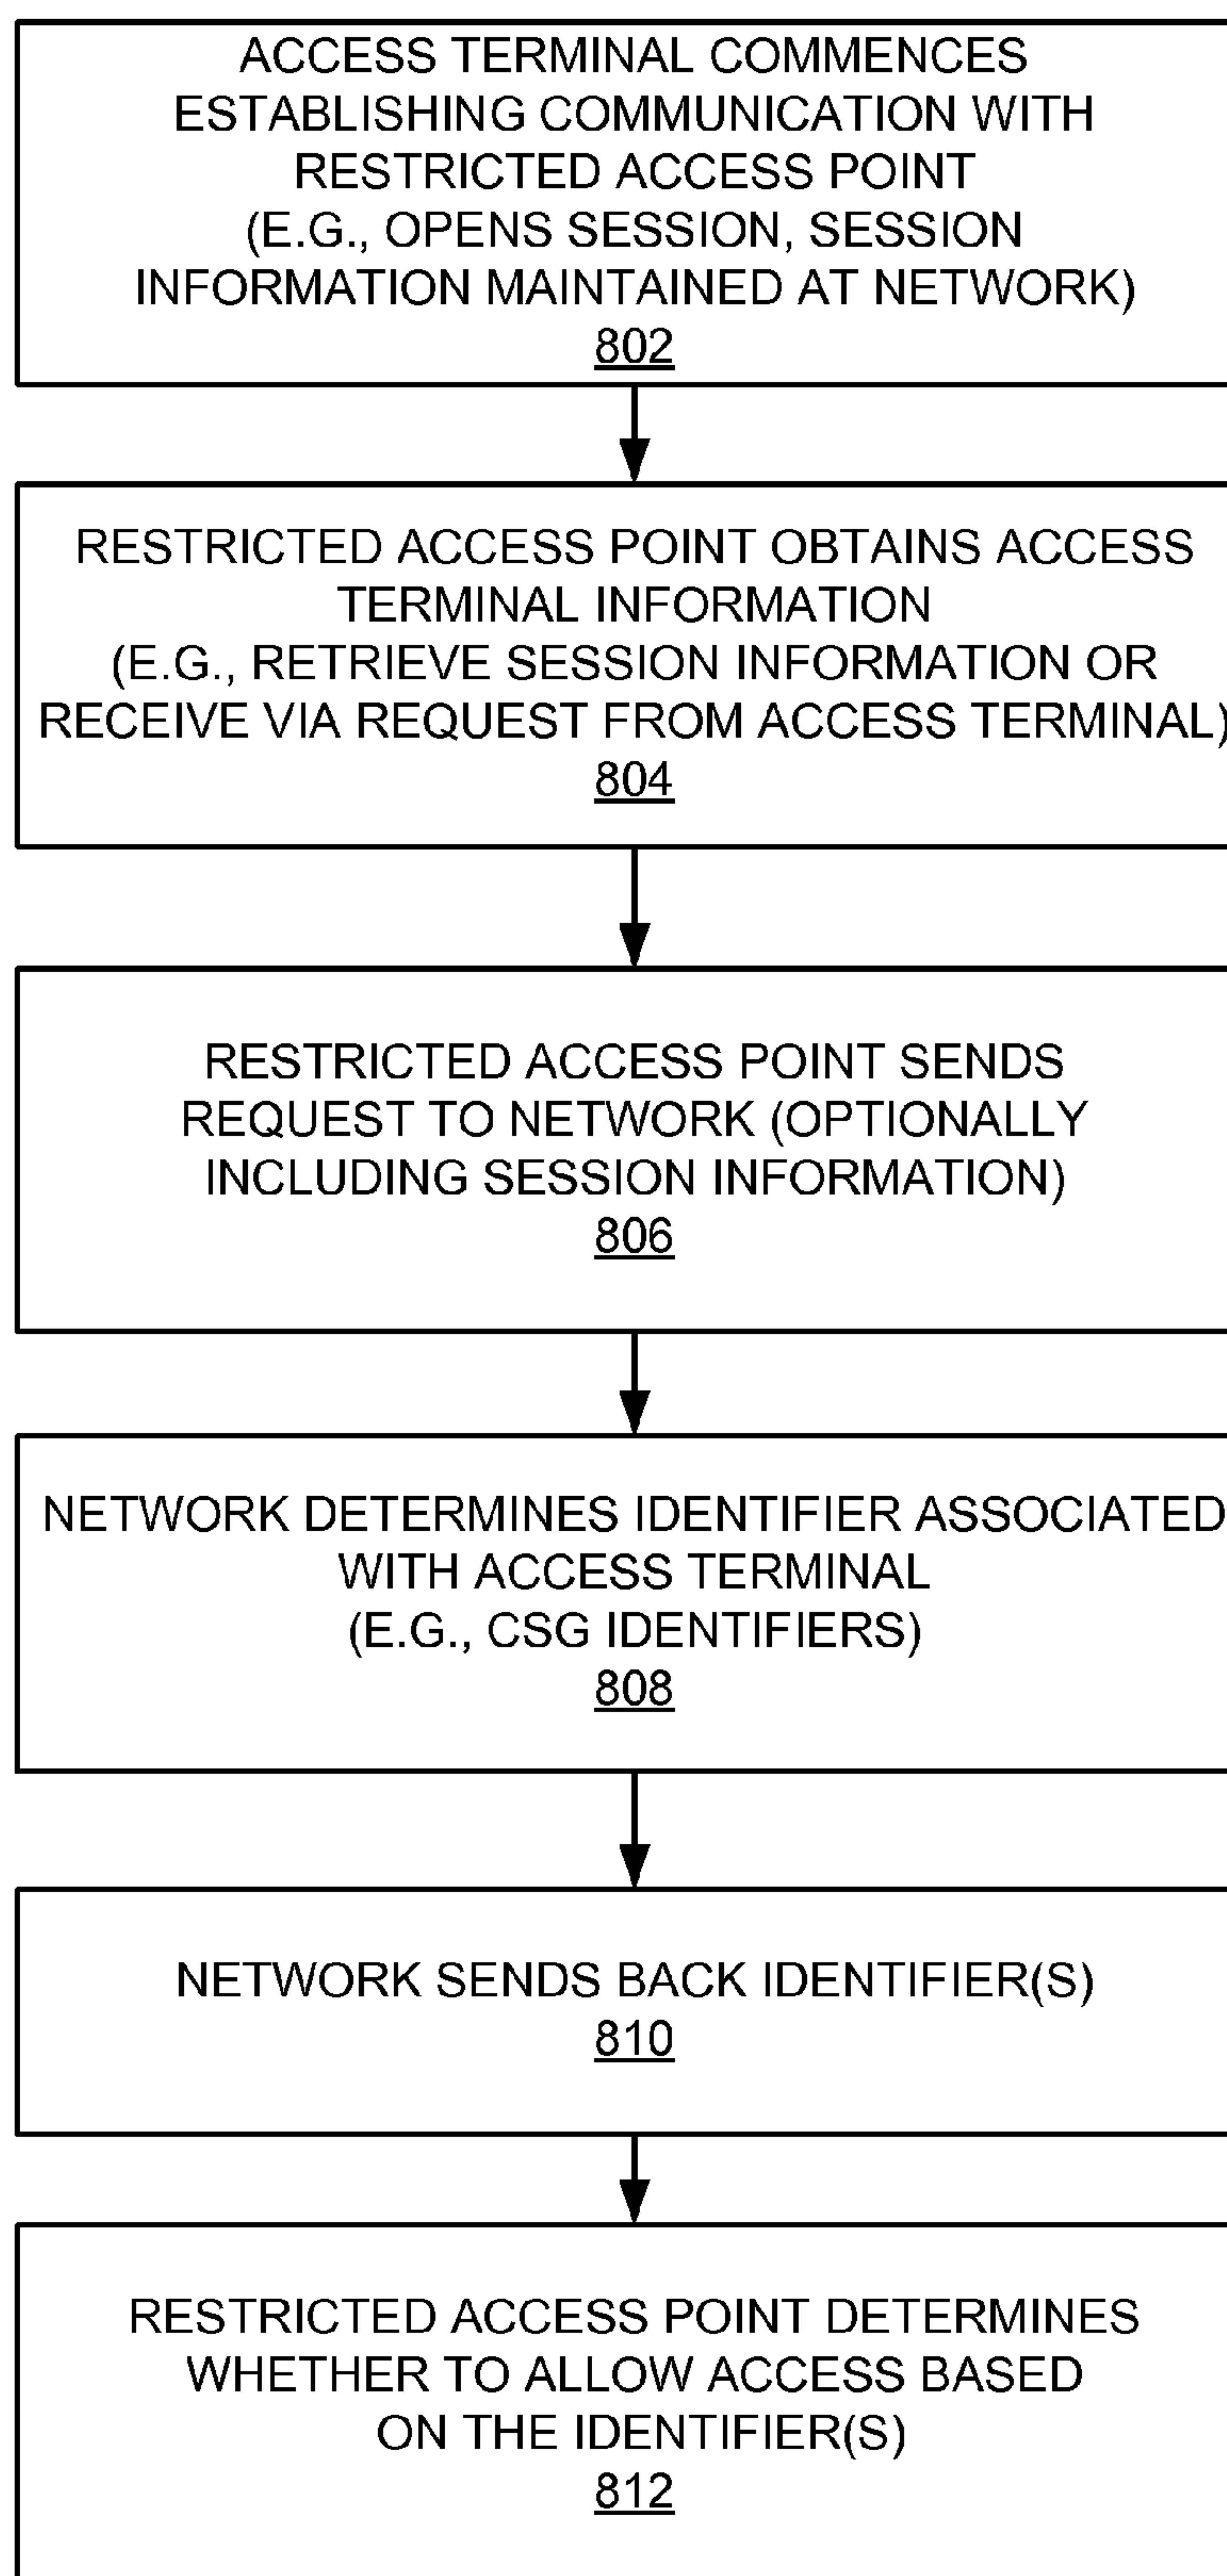 ACCESS TERMINAL COMMENCES
ESTABLISHING COMMUNICATION WITH
RESTRICTED ACCESS POINT
(E.G., OPENS SESSION, SESSION
INFORMATION MAINTAINED AT NETWORK)
802
RESTRICTED ACCESS POINT OBTAINS ACCESS
TERMINAL INFORMATION
(E.G., RETRIEVE SESSION INFORMATION OR
RECEIVE VIA REQUEST FROM ACCESS TERMINAL)
804
RESTRICTED ACCESS POINT SENDS
REQUEST TO NETWORK (OPTIONALLY
INCLUDING SESSION INFORMATION)
806
NETWORK DETERMINES IDENTIFIER ASSOCIATED
WITH ACCESS TERMINAL
(E.G., CSG IDENTIFIERS)
808
NETWORK SENDS BACK IDENTIFIER(S)
810
RESTRICTED ACCESS POINT DETERMINES
WHETHER TO ALLOW ACCESS BASED
ON THE IDENTIFIER(S)
812